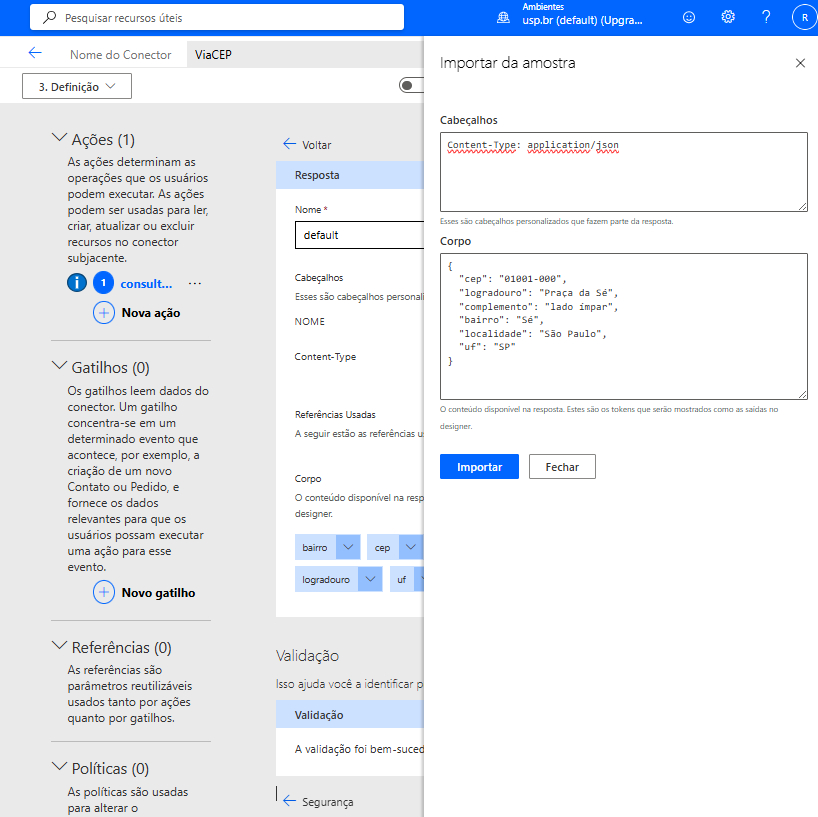 Pesquisar recursos úteis
Ambientes
usp.br (default) (Upgra...
?
R
Nome do Conector
ViaCEP
3. Definição
Ações (1)
As ações determinam as
operações que os usuários
podem executar. As ações
podem ser usadas para ler,
criar, atualizar ou excluir
recursos no conector
subjacente.
i
1
consult...
...
Nova ação
Gatilhos (0)
Os gatilhos leem dados do
conector. Um gatilho
concentra-se em um
determinado evento que
acontece, por exemplo, a
criação de um novo
Contato ou Pedido, e
fornece os dados
relevantes para que os
usuários possam executar
uma ação para esse
evento.
Novo gatilho
Referências (0)
As referências são
parâmetros reutilizáveis
usados tanto por ações
quanto por gatilhos.
Políticas (0)
As políticas são usadas
para alterar o
Voltar
Resposta
Nome *
default
Cabeçalhos
Esses são cabeçalhos personali
NOME
Content-Type
Referências Usadas
A seguir estão as referências u
Corpo
O conteúdo disponível na resp
designer.
bairro
cep
logradouro
uf
Validação
Isso ajuda você a identificar p
Validação
A validação foi bem-suced
Segurança
Importar da amostra
Cabeçalhos
Content-Type: application/json
Esses são cabeçalhos personalizados que fazem parte da resposta.
Corpo
{
"cep": "01001-000",
"logradouro": "Praça da Sé",
"complemento": "lado ímpar",
"bairro": "Sé",
"localidade": "São Paulo",
"uf": "SP"
}
O conteúdo disponível na resposta. Estes são os tokens que serão mostrados como as saídas no
designer.
Importar
Fechar